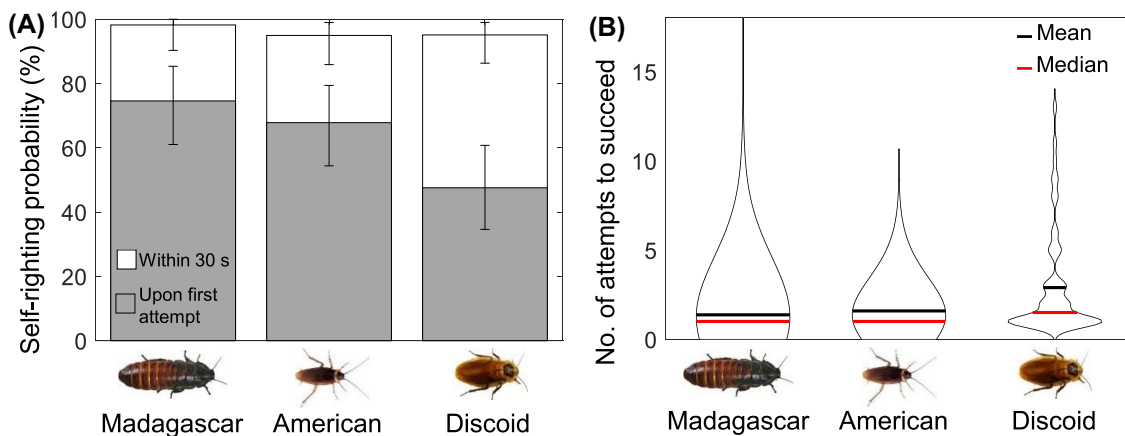 (A)
Self-righting probability (%)
100
80
60
40
20
0
Within 30 s
Upon first
attempt
Madagascar
American
Discoid
(B)
No. of attempts to succeed
15
10
5
0
Mean
Median
Madagascar
American
Discoid